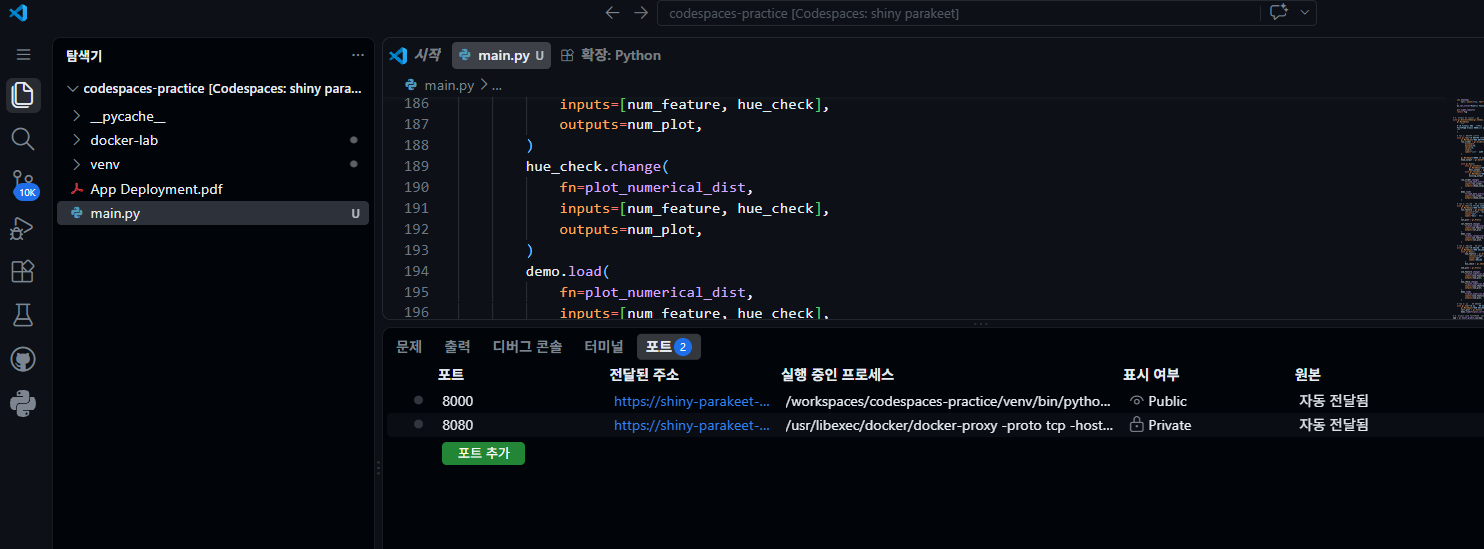 codespaces-practice [Codespaces: shiny parakeet]
탐색기
...
codespaces-practice [Codespaces: shiny para...
__pycache__
docker-lab
venv
App Deployment.pdf
main.py U
10K
시작 main.py U 확장: Python
main.py > ...
186 inputs=[num_feature, hue_check],
187 outputs=num_plot,
188 )
189 hue_check.change(
190 fn=plot_numerical_dist,
191 inputs=[num_feature, hue_check],
192 outputs=num_plot,
193 )
194 demo.load(
195 fn=plot_numerical_dist,
196 inputs=[num_feature, hue_check],
문제 출력 디버그 콘솔 터미널 포트 2
포트 전달된 주소 실행 중인 프로세스 표시 여부 원본
8000 https://shiny-parakeet-... /workspaces/codespaces-practice/venv/bin/pytho... Public 자동 전달됨
8080 https://shiny-parakeet-... /usr/libexec/docker/docker-proxy -proto tcp -host... Private 자동 전달됨
포트 추가